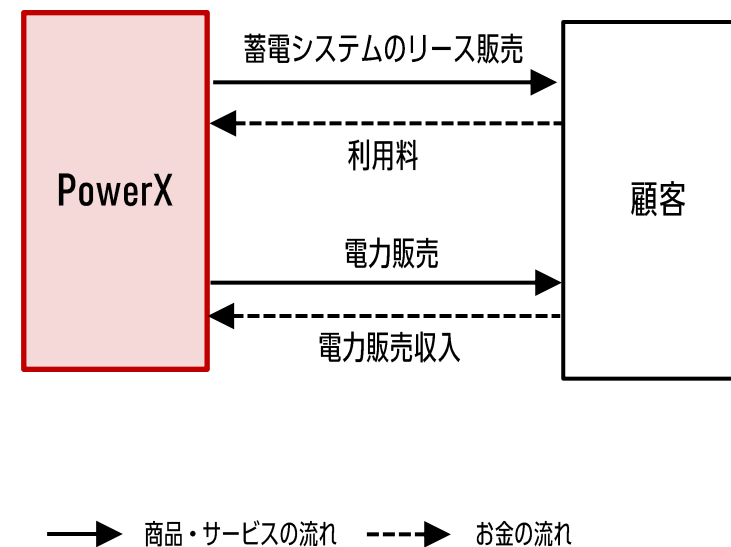 蓄電システムのリース販売
利用料
PowerX
顧客
電力販売
電力販売収入
商品・サービスの流れ
お金の流れ